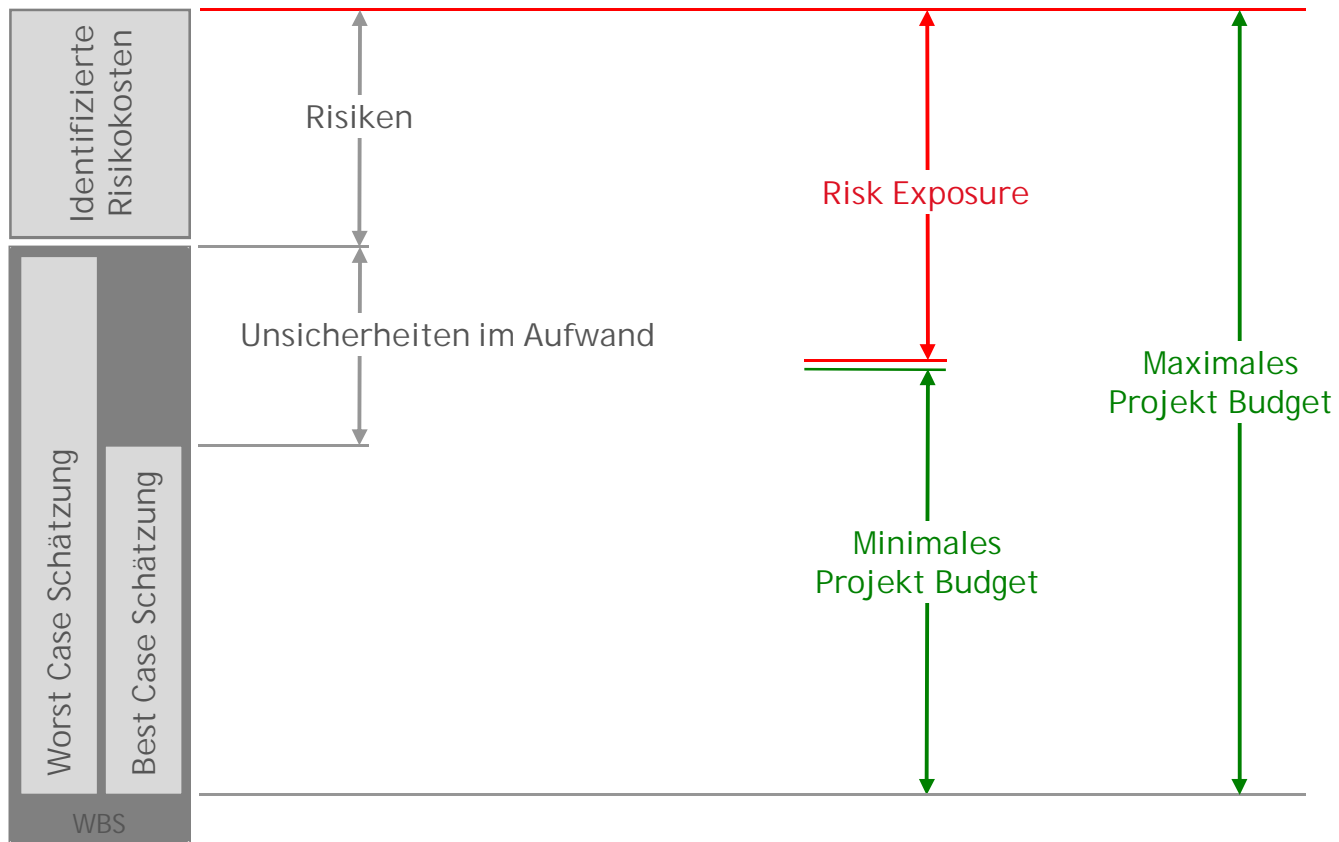 Identifizierte
Risikokosten
Risiken
Risk Exposure
Unsicherheiten im Aufwand
Maximales
Projekt Budget
Minimales
Projekt Budget
Worst Case Schätzung
Best Case Schätzung
WBS